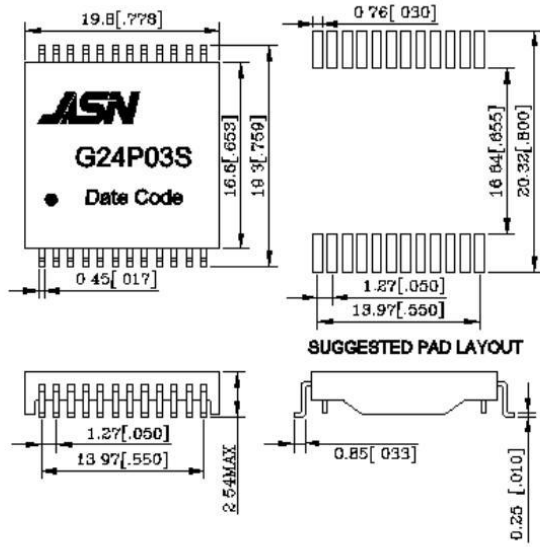 19.8[.778]
0 76[ 030]
ASN
G24P03S
Date Code
16.6[.653]
19 3[.759]
16 64[.655]
20.32[.800]
0 45[ 017]
1.27[.050]
13.97[.550]
SUGGESTED PAD LAYOUT
1.27[.050]
13 97[.550]
2 54MAX
0.85[ 033]
0.25 [.010]